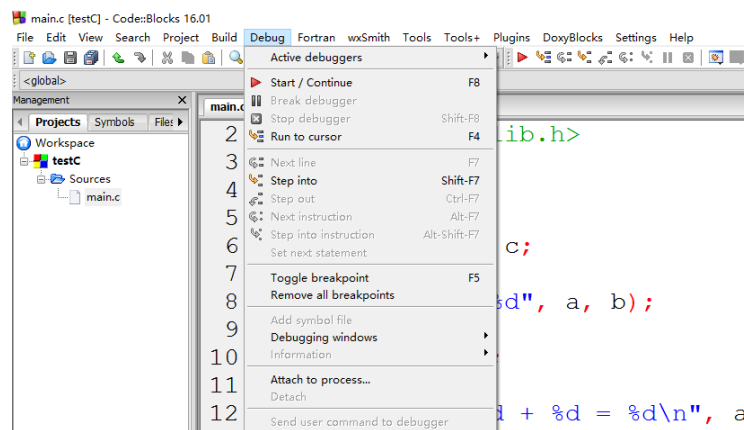 main.c [testC] - Code::Blocks 16.01
File Edit View Search Project Build Debug Fortran wxSmith Tools Tools+ Plugins DoxyBlocks Settings Help
<global>
Management
Projects Symbols Files
Workspace
testC
Sources
main.c
Active debuggers
Start / Continue F8
Break debugger
Stop debugger Shift-F8
Run to cursor F4
Next line F7
Step into Shift-F7
Step out Ctrl-F7
Next instruction Alt-F7
Step into instruction Alt-Shift-F7
Set next statement
Toggle breakpoint F5
Remove all breakpoints
Add symbol file
Debugging windows
Information
Attach to process...
Detach
Send user command to debugger
main.c
2 lib.h>
3
4
5
6 c;
7
8 %d", a, b);
9
10 ;
11
12 d + %d = %d\n", a